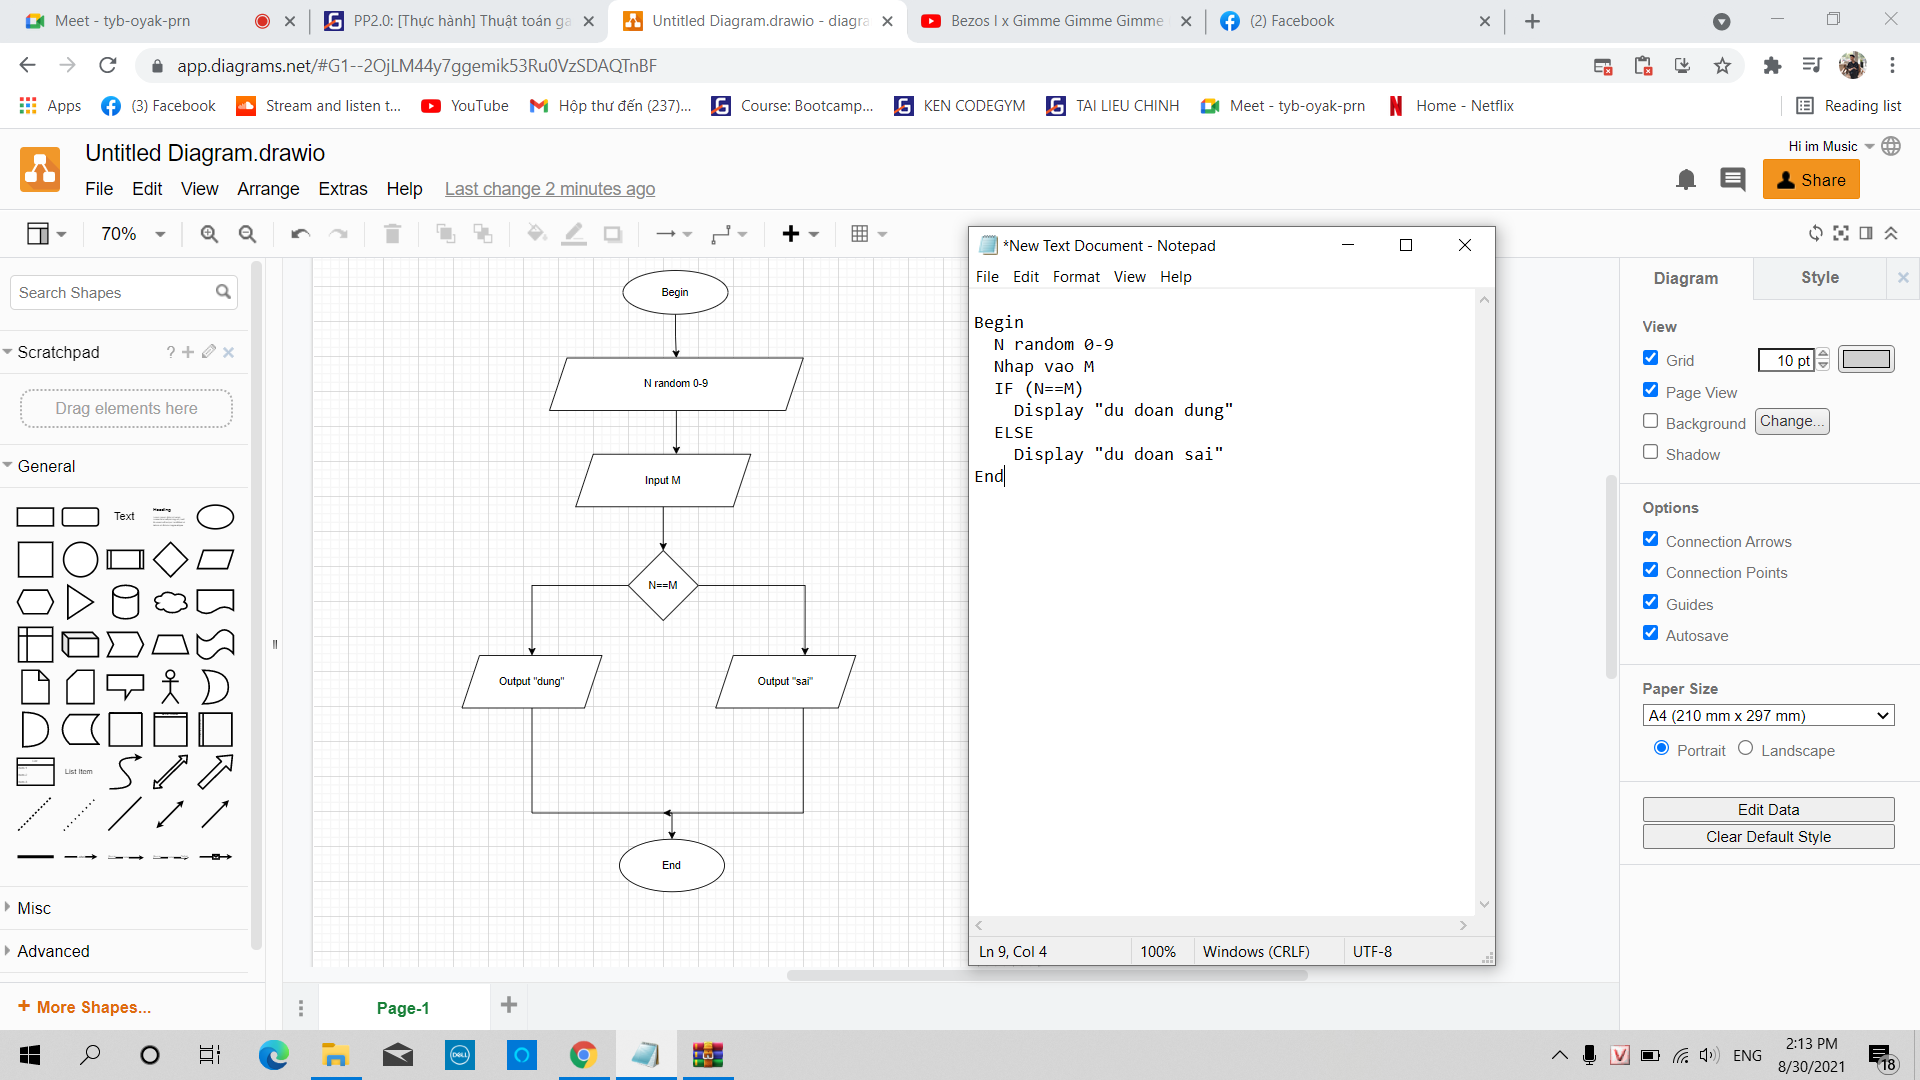 Meet - tyb-oyak-prn
PP2.0: [Thực hành] Thuật toán ga
Untitled Diagram.drawio - diagra
Bezos I x Gimme Gimme Gimme
(2) Facebook
app.diagrams.net/#G1--2OjLM44y7ggemik53Ru0VzSDAQTnBF
Apps
(3) Facebook
Stream and listen t...
YouTube
Hộp thư đến (237)...
Course: Bootcamp...
KEN CODEGYM
TAI LIEU CHINH
Meet - tyb-oyak-prn
Home - Netflix
Reading list
Untitled Diagram.drawio
Hi im Music
File Edit View Arrange Extras Help Last change 2 minutes ago
Share
70%
Search Shapes
Scratchpad
?
Drag elements here
General
Text
Heading
List Item
Misc
Advanced
+ More Shapes...
Begin
N random 0-9
Input M
N==M
Output "dung"
Output "sai"
End
*New Text Document - Notepad
File Edit Format View Help
Begin
N random 0-9
Nhap vao M
IF (N==M)
Display "du doan dung"
ELSE
Display "du doan sai"
End
Ln 9, Col 4
100%
Windows (CRLF)
UTF-8
Diagram
Style
View
Grid
10 pt
Page View
Background
Change...
Shadow
Options
Connection Arrows
Connection Points
Guides
Autosave
Paper Size
A4 (210 mm x 297 mm)
Portrait
Landscape
Edit Data
Clear Default Style
Page-1
DELL
ENG
2:13 PM
8/30/2021
18